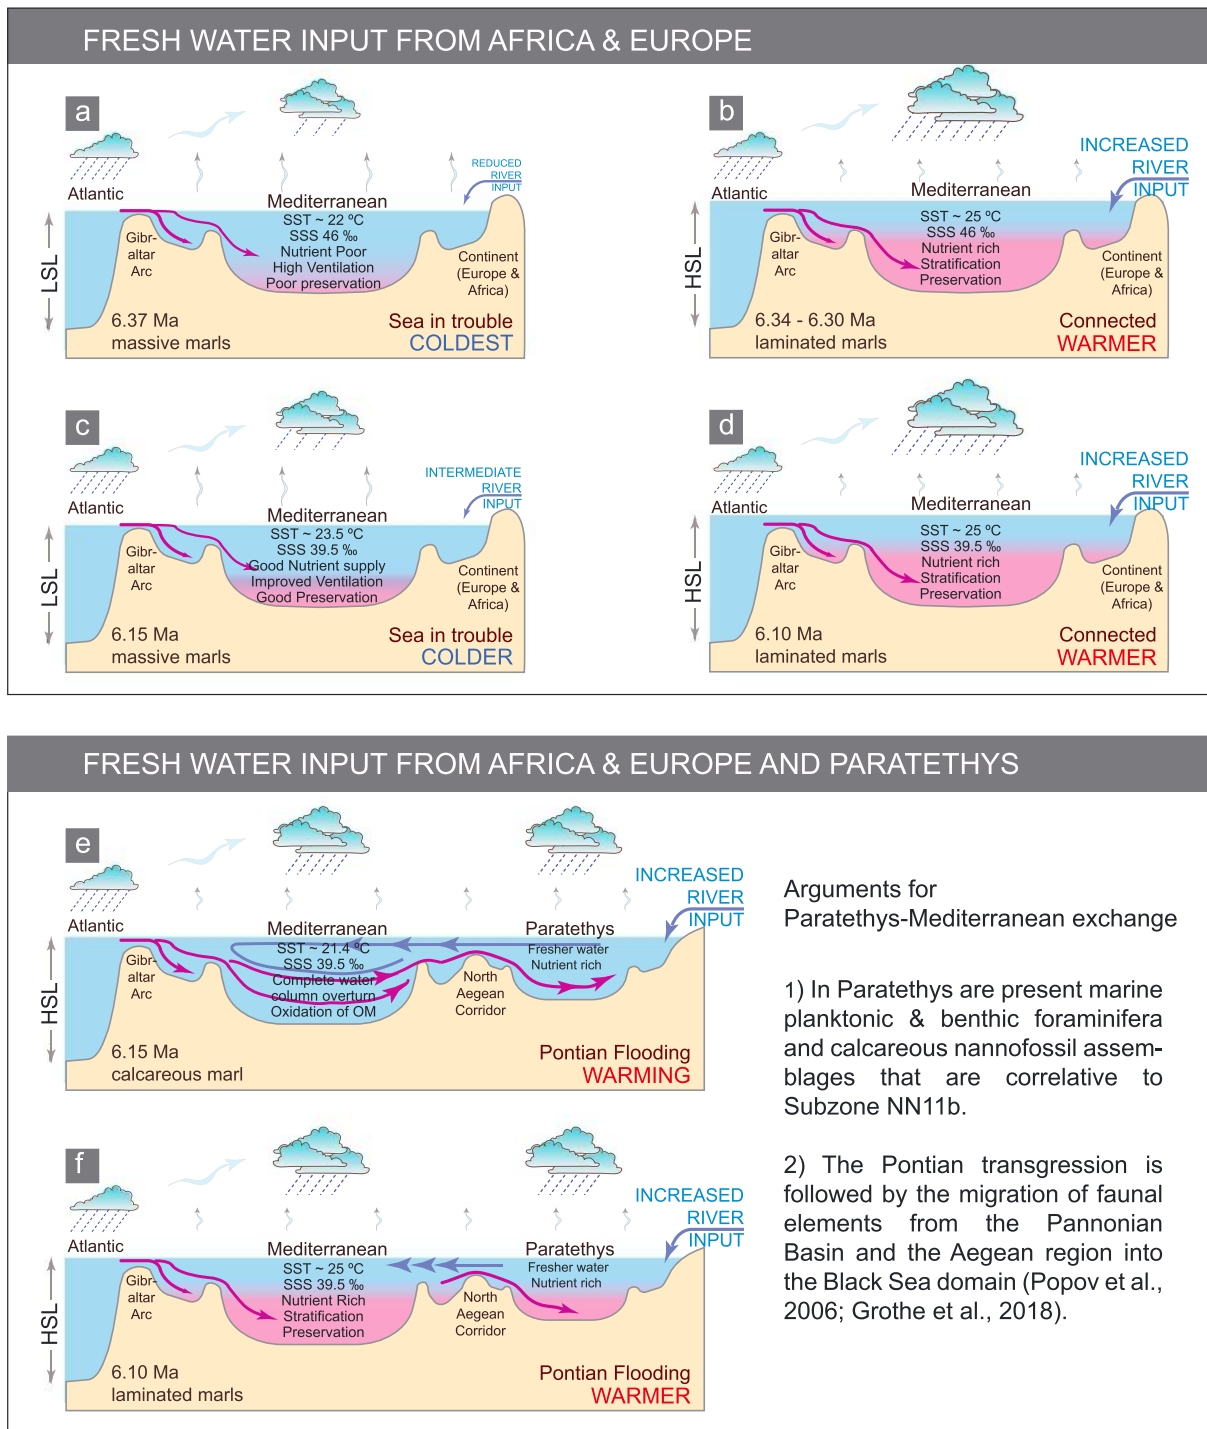 FRESH WATER INPUT FROM AFRICA & EUROPE
a
REDUCED
RIVER
INPUT
Atlantic
Mediterranean
SST ~ 22 ºC
SSS 46 ‰
Nutrient Poor
High Ventilation
Poor preservation
Gibr-
altar
Arc
Continent
(Europe &
Africa)
LSL
6.37 Ma
massive marls
Sea in trouble
COLDEST
b
INCREASED
RIVER
INPUT
Atlantic
Mediterranean
SST ~ 25 ºC
SSS 46 ‰
Nutrient rich
Stratification
Preservation
Gibr-
altar
Arc
Continent
(Europe &
Africa)
HSL
6.34 - 6.30 Ma
laminated marls
Connected
WARMER
c
INTERMEDIATE
RIVER
INPUT
Atlantic
Mediterranean
SST ~ 23.5 ºC
SSS 39.5 ‰
Good Nutrient supply
Improved Ventilation
Good Preservation
Gibr-
altar
Arc
Continent
(Europe &
Africa)
LSL
6.15 Ma
massive marls
Sea in trouble
COLDER
d
INCREASED
RIVER
INPUT
Atlantic
Mediterranean
SST ~ 25 ºC
SSS 39.5 ‰
Nutrient rich
Stratification
Preservation
Gibr-
altar
Arc
Continent
(Europe &
Africa)
HSL
6.10 Ma
laminated marls
Connected
WARMER
FRESH WATER INPUT FROM AFRICA & EUROPE AND PARATETHYS
e
INCREASED
RIVER
INPUT
Atlantic
Mediterranean
Paratethys
SST ~ 21.4 ºC
SSS 39.5 ‰
Complete water
column overturn
Oxidation of OM
Fresher water
Nutrient rich
Gibr-
altar
Arc
North
Aegean
Corridor
HSL
6.15 Ma
calcareous marl
Pontian Flooding
WARMING
f
INCREASED
RIVER
INPUT
Atlantic
Mediterranean
Paratethys
SST ~ 25 ºC
SSS 39.5 ‰
Nutrient Rich
Stratification
Preservation
Fresher water
Nutrient rich
Gibr-
altar
Arc
North
Aegean
Corridor
HSL
6.10 Ma
laminated marls
Pontian Flooding
WARMER
Arguments for
Paratethys-Mediterranean exchange
1) In Paratethys are present marine
planktonic & benthic foraminifera
and calcareous nannofossil assem-
blages that are correlative to
Subzone NN11b.
2) The Pontian transgression is
followed by the migration of faunal
elements from the Pannonian
Basin and the Aegean region into
the Black Sea domain (Popov et al.,
2006; Grothe et al., 2018).